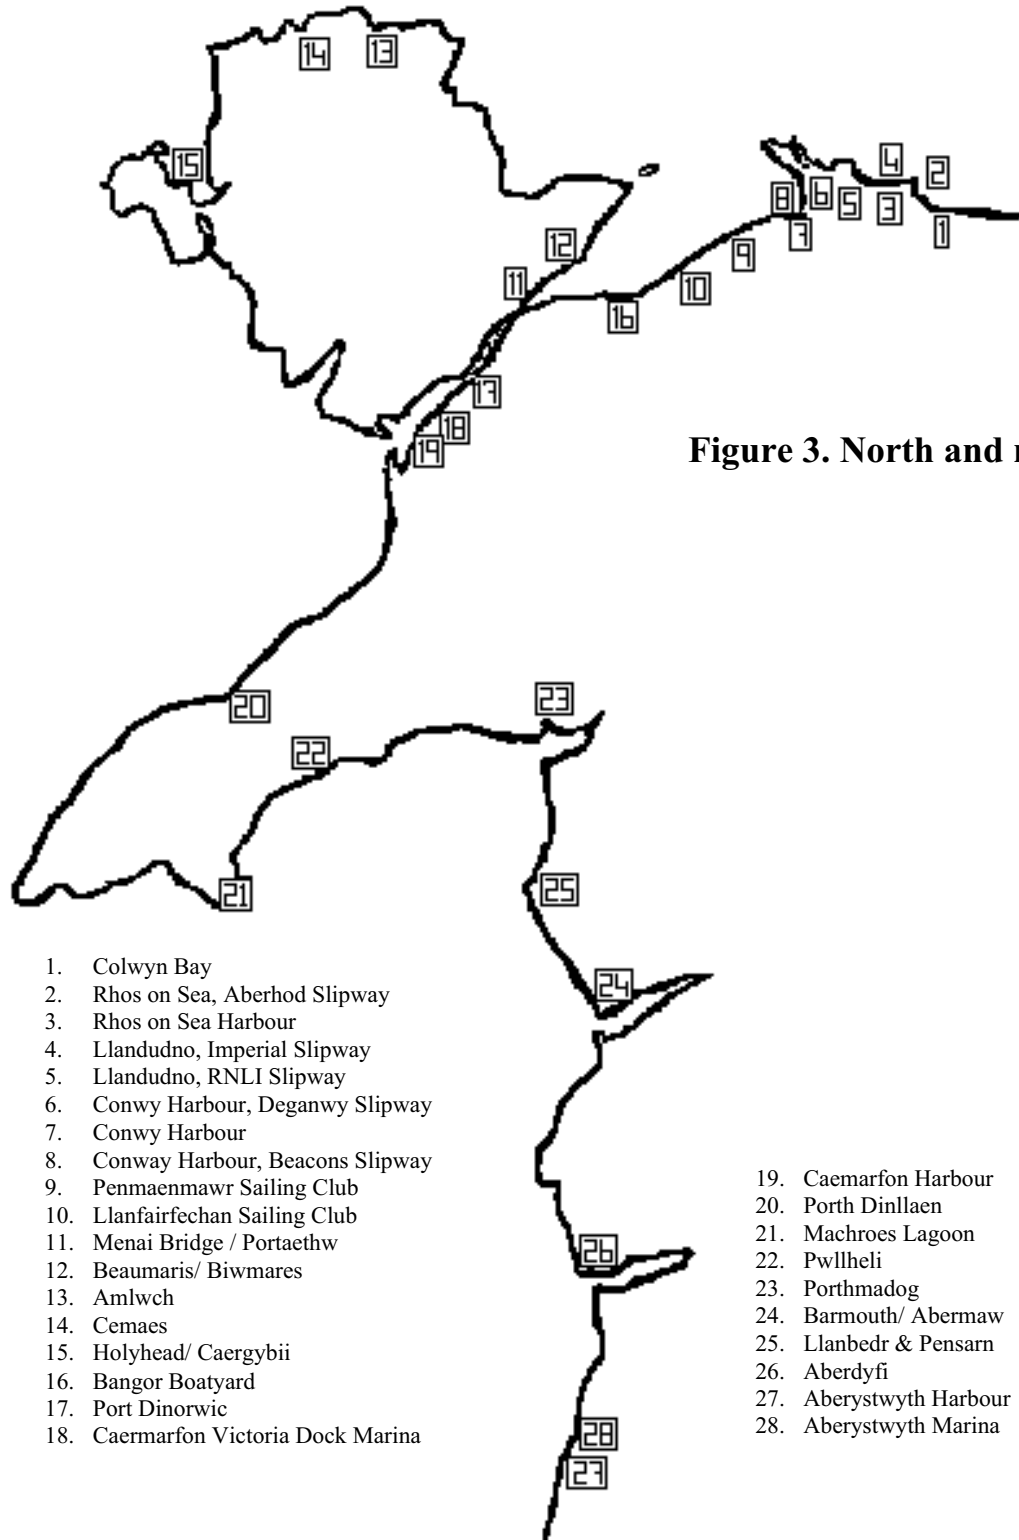 14
13
15
4
2
6
8
5
3
7
1
9
12
11
10
16
17
18
19
Figure 3. North and
20
23
22
21
25
24
1. Colwyn Bay
2. Rhos on Sea, Aberhod Slipway
3. Rhos on Sea Harbour
4. Llandudno, Imperial Slipway
5. Llandudno, RNLI Slipway
6. Conwy Harbour, Deganwy Slipway
7. Conwy Harbour
8. Conway Harbour, Beacons Slipway
9. Penmaenmawr Sailing Club
10. Llanfairfechan Sailing Club
11. Menai Bridge / Portaethw
12. Beaumaris/ Biwmares
13. Amlwch
14. Cemaes
15. Holyhead/ Caergybii
16. Bangor Boatyard
17. Port Dinorwic
18. Caermarfon Victoria Dock Marina
19. Caemarfon Harbour
20. Porth Dinllaen
21. Machroes Lagoon
22. Pwllheli
23. Porthmadog
24. Barmouth/ Abermaw
25. Llanbedr & Pensarn
26. Aberdyfi
27. Aberystwyth Harbour
28. Aberystwyth Marina
26
28
27